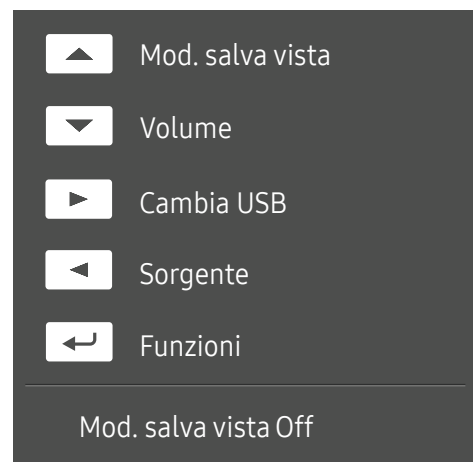 Mod. salva vista
Volume
Cambia USB
Sorgente
Funzioni
Mod. salva vista Off